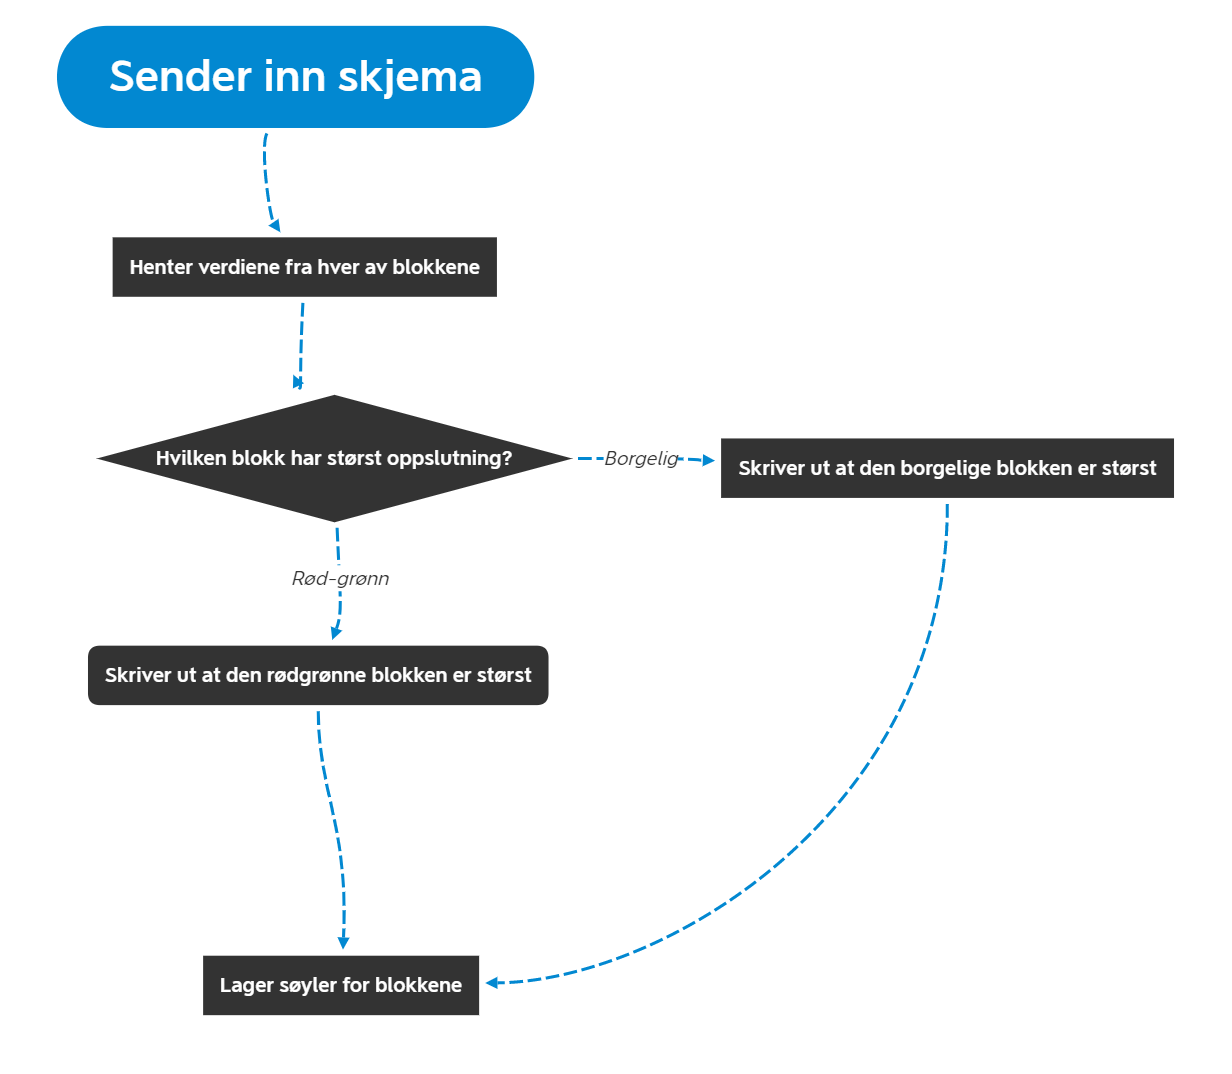 Sender inn skjema
Henter verdiene fra hver av blokkene
Hvilken blokk har størst oppslutning?
Borgelig
Skriver ut at den borgelige blokken er størst
Rød-grønn
Skriver ut at den rødgrønne blokken er størst
Lager søyler for blokkene